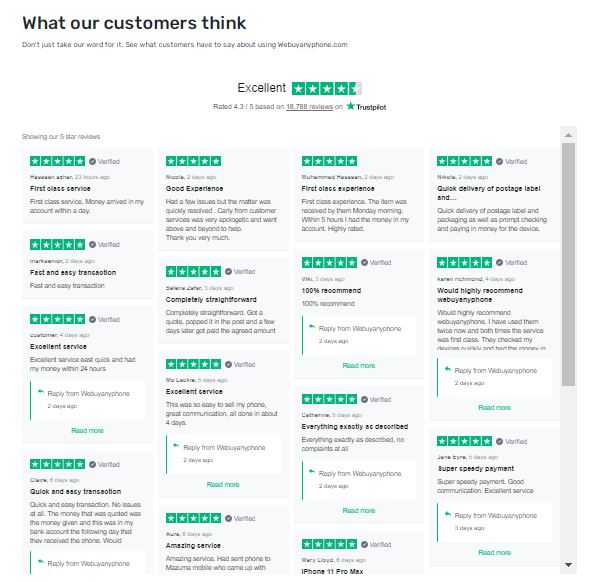 What our customers think
Don't just take our word for it. See what customers have to say about using Webuyanyphone.com
Excellent
Rated 4.3 / 5 based on 18,788 reviews on Trustpilot
Showing our 5 star reviews
Verified
Hasssan azhar, 23 hours ago
First class service
First class service. Money arrived in my
account within a day.
Verified
marksenior, 2 days ago
Fast and easy transaction
Fast and easy transaction
Verified
customer, 4 days ago
Excellent service
Excellent service east quick and had
my money within 24 hours
Reply from Webuyanyphone
2 days ago
Read more
Verified
Claire, 6 days ago
Quick and easy transaction
Quick and easy transaction. No issues
at all. The money that was quoted was
the money given and this was in my
bank account the following day that
they received the phone. Would
Reply from Webuyanyphone
Nicola, 2 days ago
Good Experience
Had a few issues but the matter was
quickly resolved . Carly from customer
services was very apologetic and went
above and beyond to help.
Thank you very much.
Verified
Selena Zafar, 3 days ago
Completely straightforward
Completely straightforward. Got a
quote, popped it in the post and a few
days later got paid the agreed amount
Verified
Mo Lackie, 5 days ago
Excellent service
This was so easy to sell my phone,
great communication, all done in about
4 days.
Reply from Webuyanyphone
2 days ago
Read more
Verified
Aura, 6 days ago
Amazing service
Amazing service. Had sent phone to
Mazuma mobile who came up with
Muhammed Hasssan, 2 days ago
First class experience
First class experience. The item was
received by them Monday morning.
Within 5 hours I had the money in my
account. Highly rated.
Verified
Viki, 3 days ago
100% recommend
100% recommend
Reply from Webuyanyphone
2 days ago
Read more
Verified
Catherine, 5 days ago
Everything exactly as described
Everything exactly as described, no
complaints at all
Reply from Webuyanyphone
2 days ago
Read more
Verified
Mary Lloyd, 6 days ago
iPhone 11 Pro Max
Verified
Nikola, 2 days ago
Quick delivery of postage label
and...
Quick delivery of postage label and
packaging as well as prompt checking
and paying in money for the device.
Verified
karen richmond, 4 days ago
Would highly recommend
webuyanyphone
Would highly recommend
webuyanyphone. I have used them
twice now and both times the service
was first class. They checked my
devices quickly and had the money in
Reply from Webuyanyphone
2 days ago
Read more
Verified
Jane byre, 5 days ago
Super speedy payment
Super speedy payment. Good
communication. Excellent service
Reply from Webuyanyphone
3 days ago
Read more